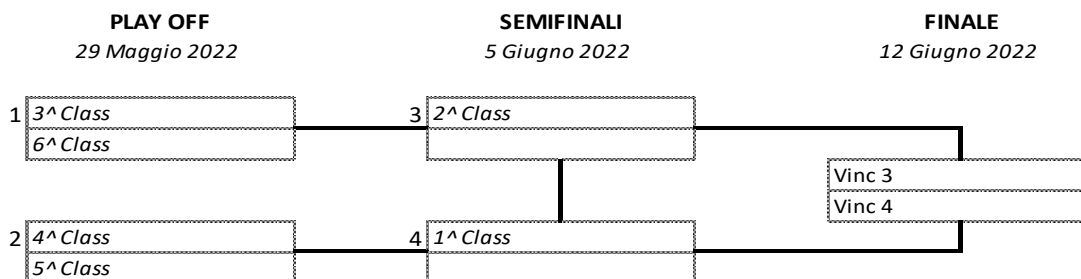 PLAY OFF SEMIFINALI FINALE
29 Maggio 2022 5 Giugno 2022 12 Giugno 2022
1 3^ Class 3 2^ Class
6^ Class
Vinc 3
Vinc 4
2 4^ Class 4 1^ Class
5^ Class